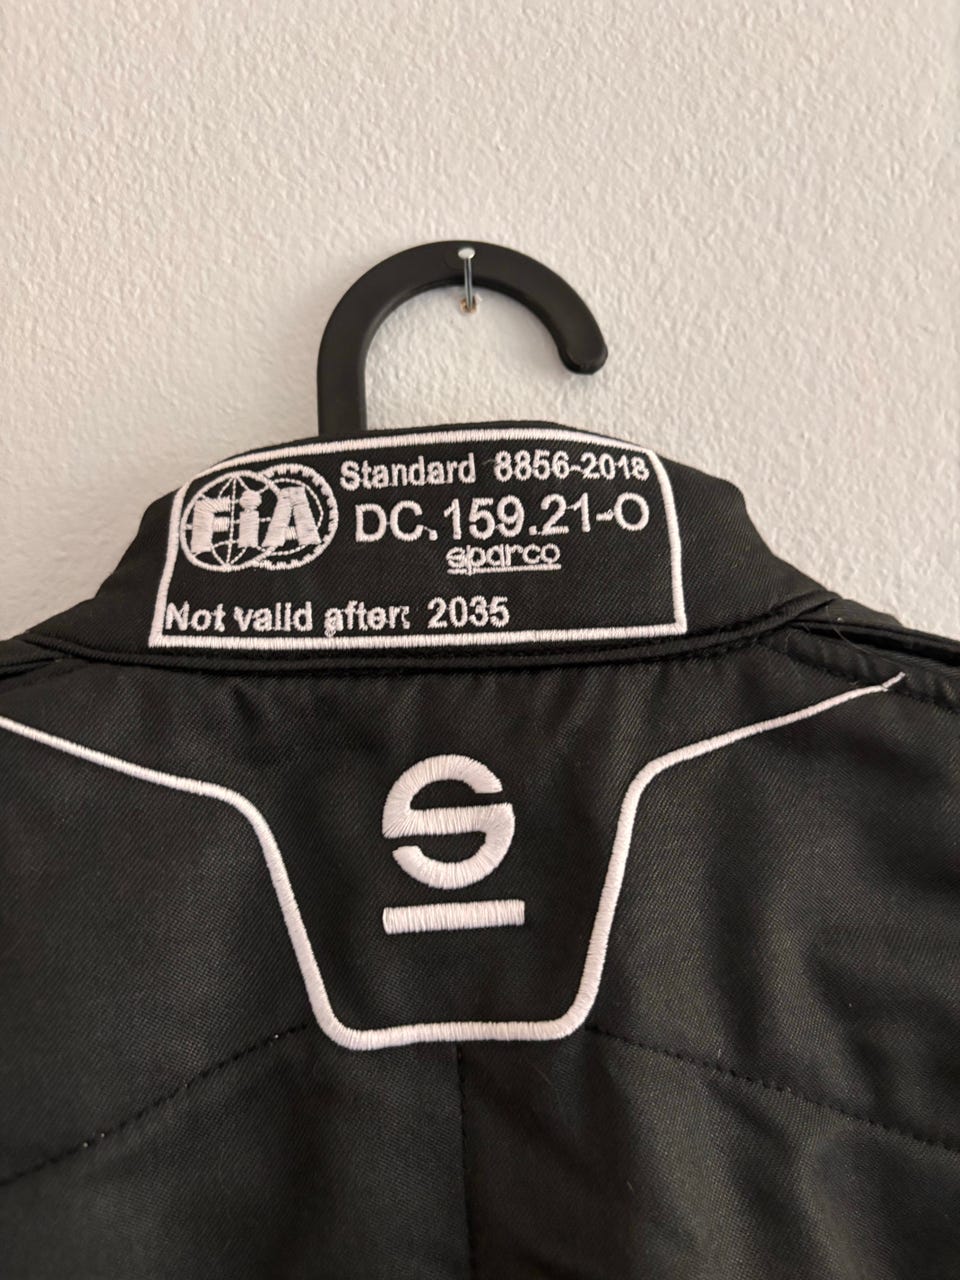 FiA
Standard 8856-2018
DC.159.21-O
sparco
Not valid after: 2035
S